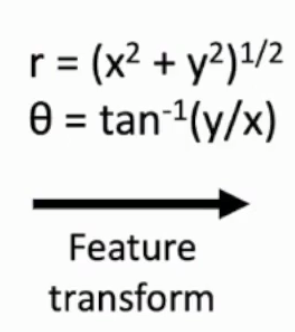 r = (x² + y²)¹/²
θ = tan⁻¹(y/x)
Feature
transform